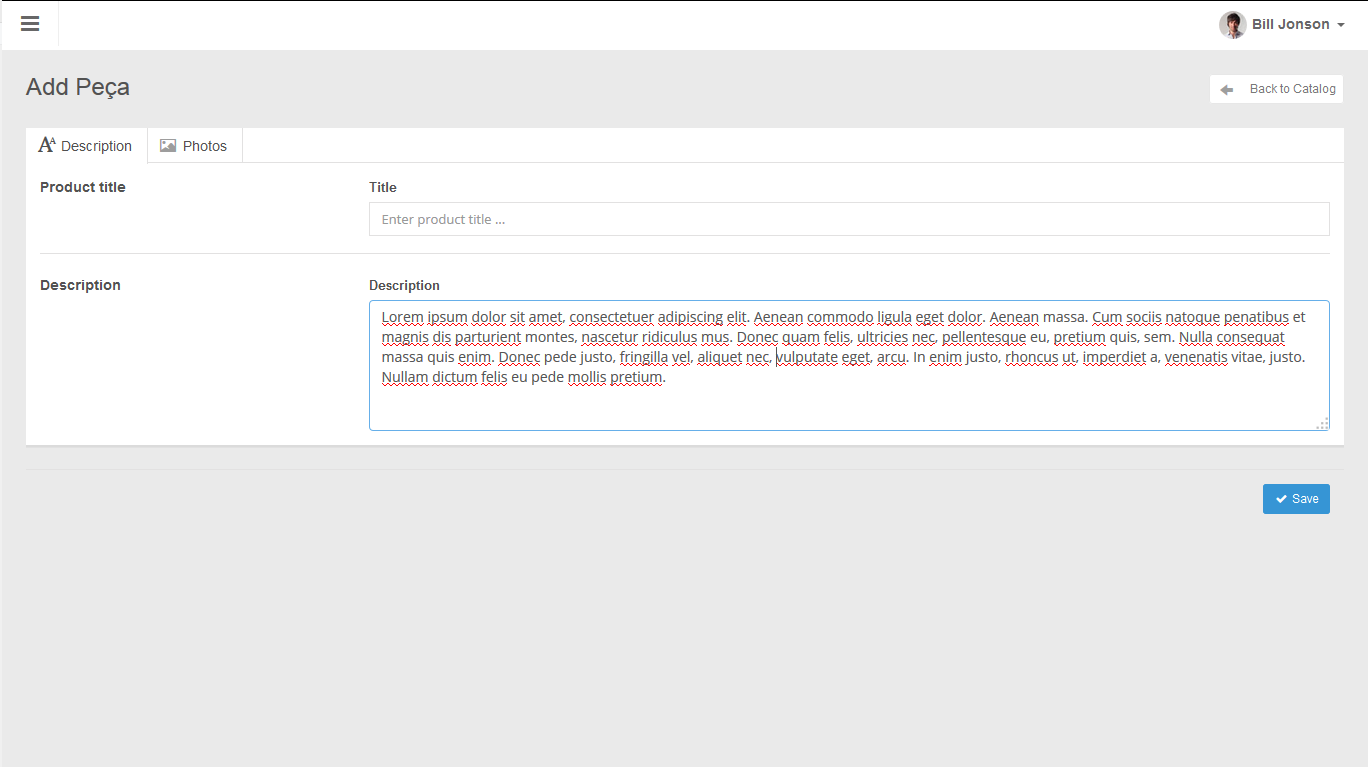 Bill Jonson
Add Peça
Back to Catalog
Description
Photos
Product title
Title
Enter product title ...
Description
Description
Lorem ipsum dolor sit amet, consectetuer adipiscing elit. Aenean commodo ligula eget dolor. Aenean massa. Cum sociis natoque penatibus et
magnis dis parturient montes, nascetur ridiculus mus. Donec quam felis, ultricies nec, pellentesque eu, pretium quis, sem. Nulla consequat
massa quis enim. Donec pede justo, fringilla vel, aliquet nec, vulputate eget, arcu. In enim justo, rhoncus ut, imperdiet a, venenatis vitae, justo.
Nullam dictum felis eu pede mollis pretium.
Save